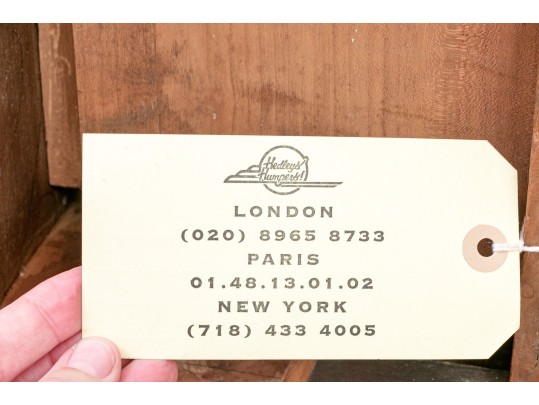 Hedleys'
Humpers!
LONDON
(020) 8965 8733
PARIS
01.48.13.01.02
NEW YORK
(718) 433 4005